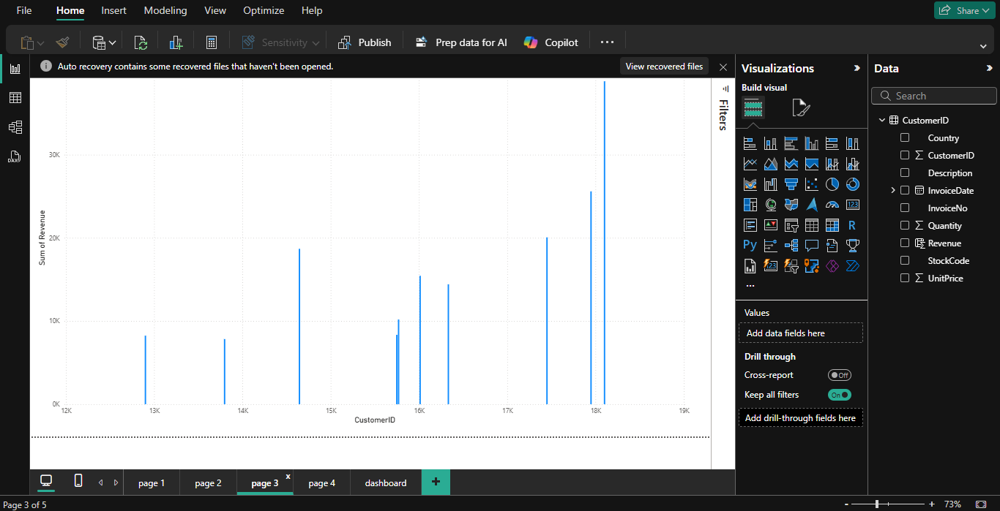 File Home Insert Modeling View Optimize Help Share
Sensitivity Publish Prep data for AI Copilot ...
Auto recovery contains some recovered files that haven't been opened. View recovered files
DAX
30K
20K
10K
0K
Sum of Revenue
12K 13K 14K 15K 16K 17K 18K 19K
CustomerID
Filters
Visualizations
Build visual
123
R
Py
123
...
Values
Add data fields here
Drill through
Cross-report Off
Keep all filters On
Add drill-through fields here
Data
Search
CustomerID
Country
Σ CustomerID
Description
InvoiceDate
InvoiceNo
Σ Quantity
Revenue
StockCode
Σ UnitPrice
page 1 page 2 page 3 x page 4 dashboard +
Page 3 of 5 - + 73%